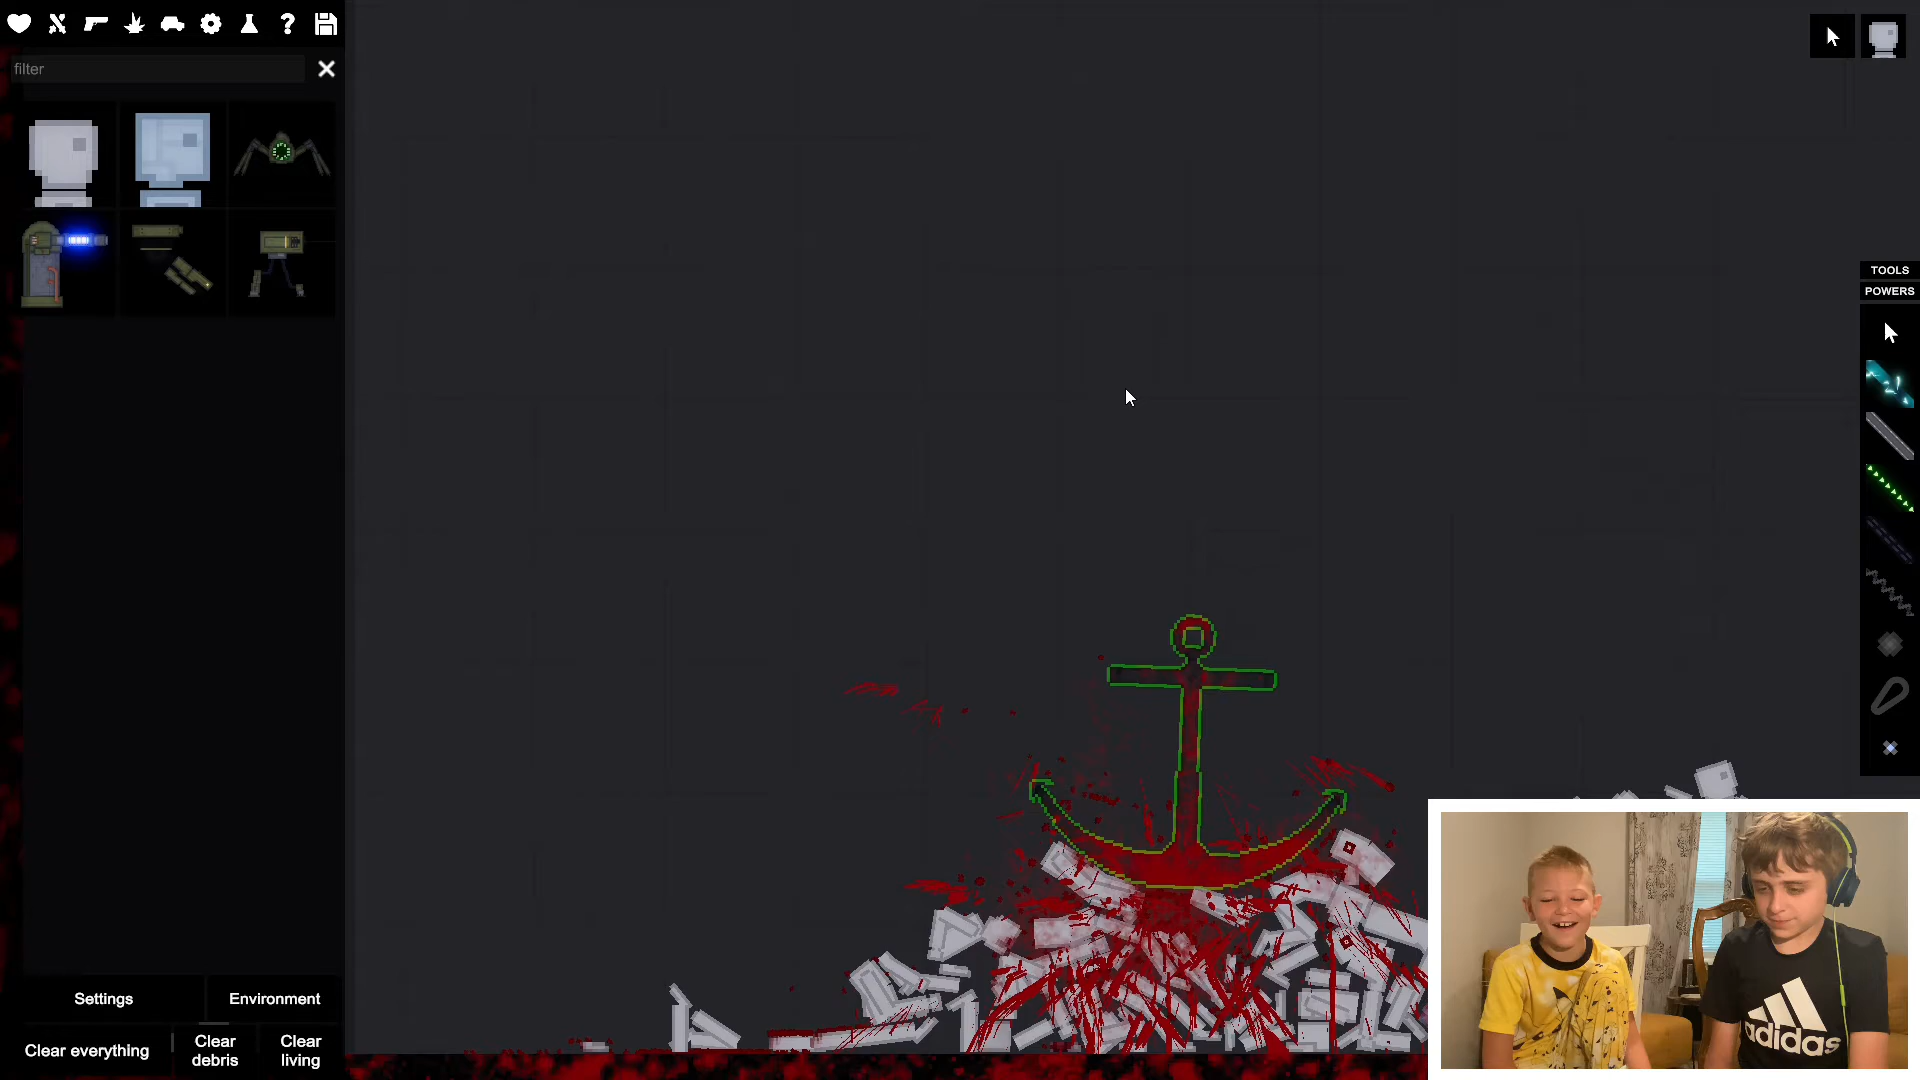 filter
TOOLS
POWERS
Settings
Environment
Clear everything
Clear
debris
Clear
living
adidas